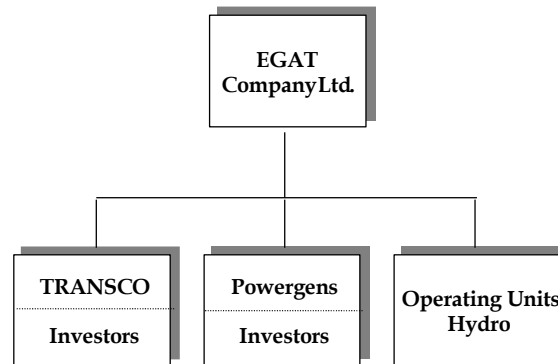 EGAT
CompanyLtd.
TRANSCO
Investors
Powergens
Investors
Operating Units
Hydro